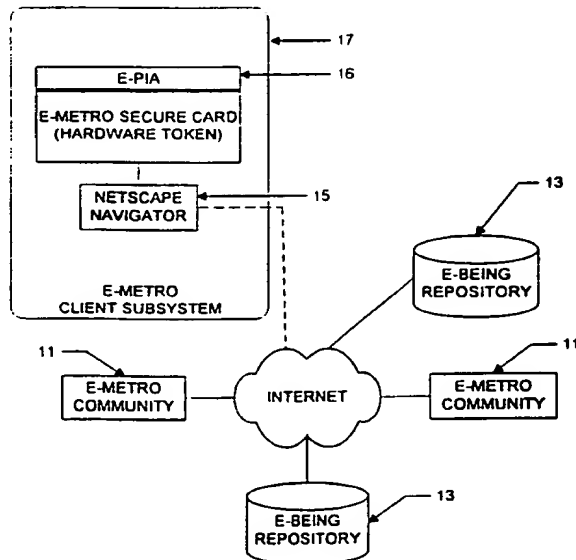 17
E-PIA
16
E-METRO SECURE CARD
(HARDWARE TOKEN)
NETSCAPE
NAVIGATOR
15
13
E-METRO
CLIENT SUBSYSTEM
E-BEING
REPOSITORY
11
11
E-METRO
COMMUNITY
INTERNET
E-METRO
COMMUNITY
13
E-BEING
REPOSITORY